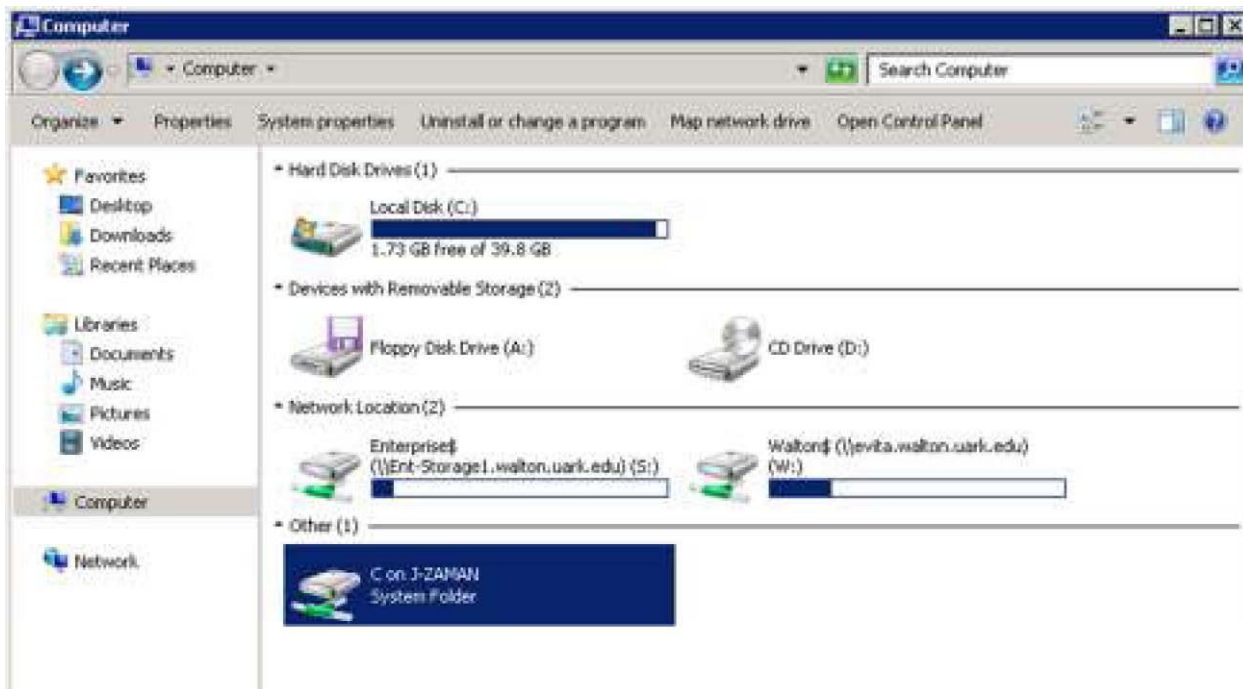 Computer
Computer
Search Computer
Organize Properties System properties Uninstall or change a program Map network drive Open Control Panel
Favorites
Desktop
Downloads
Recent Places
Libraries
Documents
Music
Pictures
Videos
Computer
Network
Hard Disk Drives (1)
Local Disk (C:)
1.73 GB free of 39.8 GB
Devices with Removable Storage (2)
Floppy Disk Drive (A:)
CD Drive (D:)
Network Location (2)
Enterprise$
(\\Ent-Storage1.walton.uark.edu) (S:)
Walton$ (\\evita.walton.uark.edu)
(W:)
Other (1)
C on J-ZAMAN
System Folder